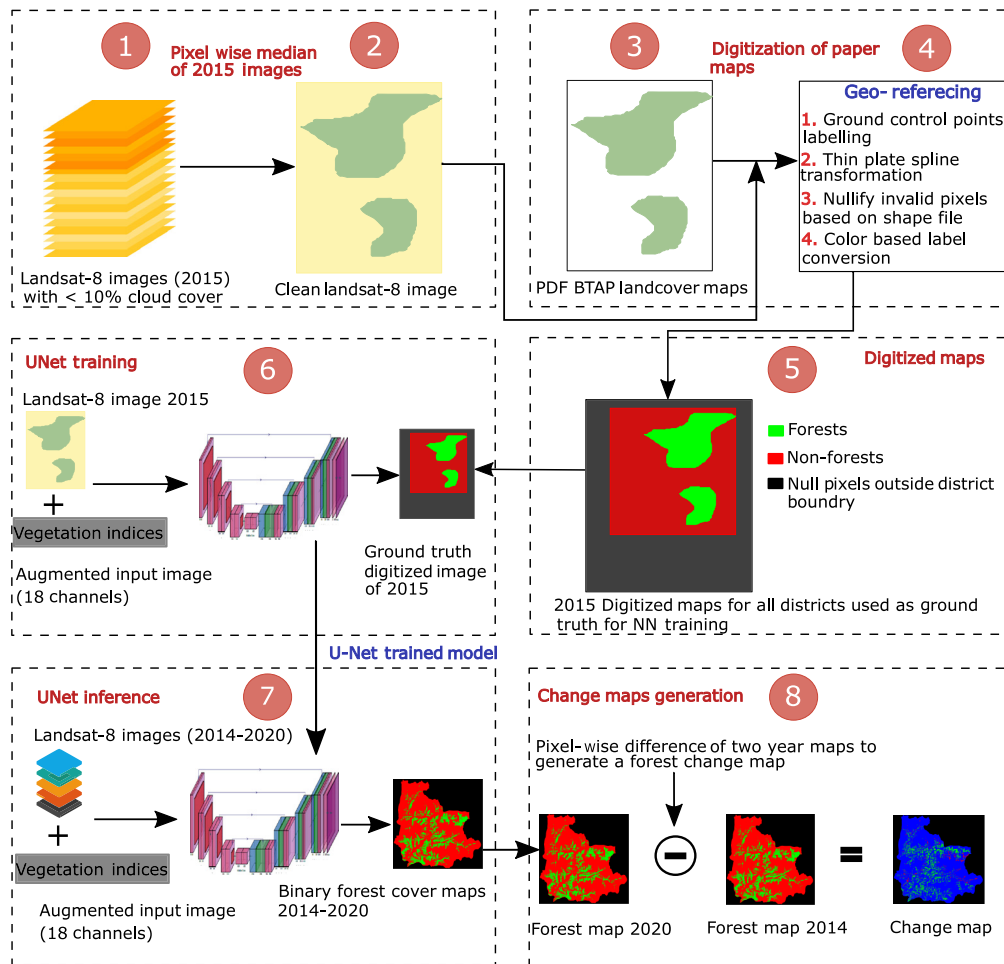 1
Pixel wise median
of 2015 images
2
Landsat-8 images (2015)
with < 10% cloud cover
Clean landsat-8 image
3
Digitization of paper
maps
4
PDF BTAP landcover maps
Geo- referecing
1. Ground control points
labelling
2. Thin plate spline
transformation
3. Nullify invalid pixels
based on shape file
4. Color based label
conversion
5
Digitized maps
Forests
Non-forests
Null pixels outside district
boundry
2015 Digitized maps for all districts used as ground
truth for NN training
UNet training
6
Landsat-8 image 2015
+
Vegetation indices
Augmented input image
(18 channels)
Ground truth
digitized image
of 2015
U-Net trained model
UNet inference
7
Landsat-8 images (2014-2020)
+
Vegetation indices
Augmented input image
(18 channels)
Binary forest cover maps
2014-2020
Change maps generation
8
Pixel-wise difference of two year maps to
generate a forest change map
Forest map 2020
Forest map 2014
=
Change map